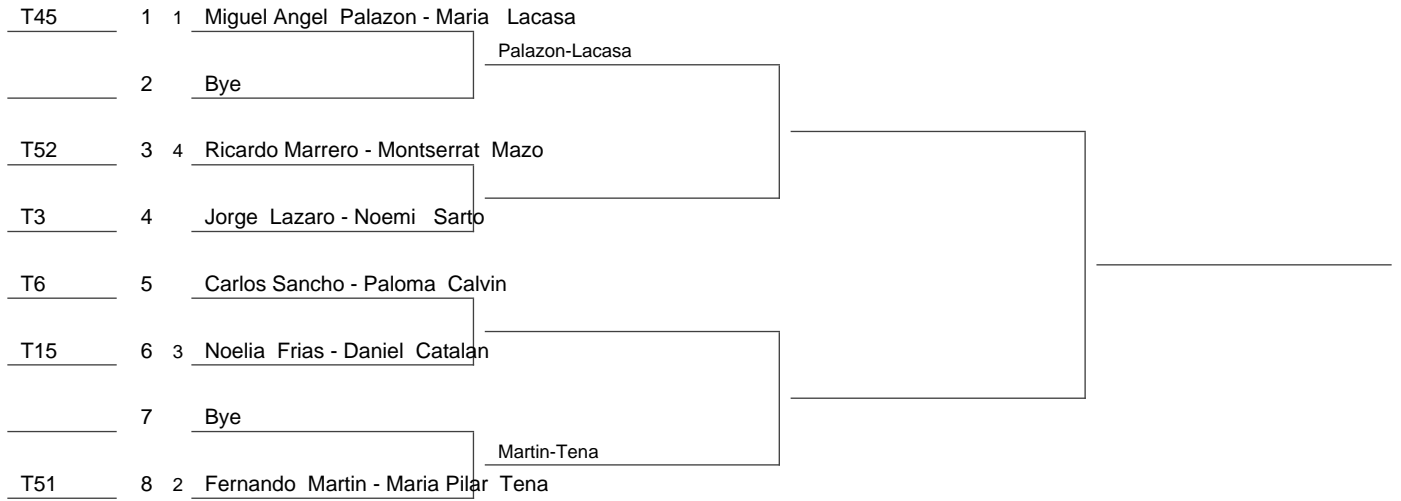 T45 1 1 Miguel Angel Palazon - Maria Lacasa
Palazon-Lacasa
2 Bye
T52 3 4 Ricardo Marrero - Montserrat Mazo
T3 4 Jorge Lazaro - Noemi Sarto
T6 5 Carlos Sancho - Paloma Calvin
T15 6 3 Noelia Frias - Daniel Catalan
7 Bye
Martin-Tena
T51 8 2 Fernando Martin - Maria Pilar Tena